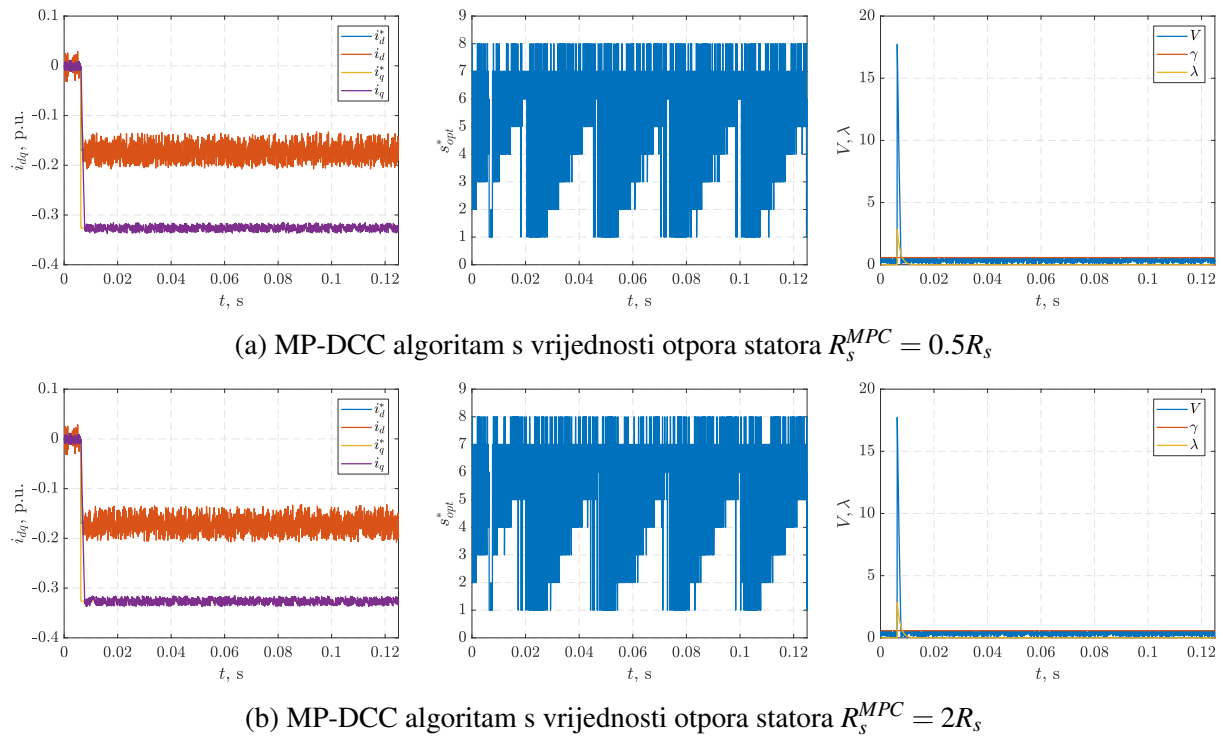 0.1
0
-0.1
-0.2
-0.3
-0.4
i_dq, p.u.
0 0.02 0.04 0.06 0.08 0.1 0.12
t, s
i_d^*
i_d
i_q^*
i_q
9
8
7
6
5
4
3
2
1
0
s_opt^*
0 0.02 0.04 0.06 0.08 0.1 0.12
t, s
20
15
10
5
0
V, λ
0 0.02 0.04 0.06 0.08 0.1 0.12
t, s
V
γ
λ
(a) MP-DCC algoritam s vrijednosti otpora statora R_s^MPC = 0.5R_s
0.1
0
-0.1
-0.2
-0.3
-0.4
i_dq, p.u.
0 0.02 0.04 0.06 0.08 0.1 0.12
t, s
i_d^*
i_d
i_q^*
i_q
9
8
7
6
5
4
3
2
1
0
s_opt^*
0 0.02 0.04 0.06 0.08 0.1 0.12
t, s
20
15
10
5
0
V, λ
0 0.02 0.04 0.06 0.08 0.1 0.12
t, s
V
γ
λ
(b) MP-DCC algoritam s vrijednosti otpora statora R_s^MPC = 2R_s